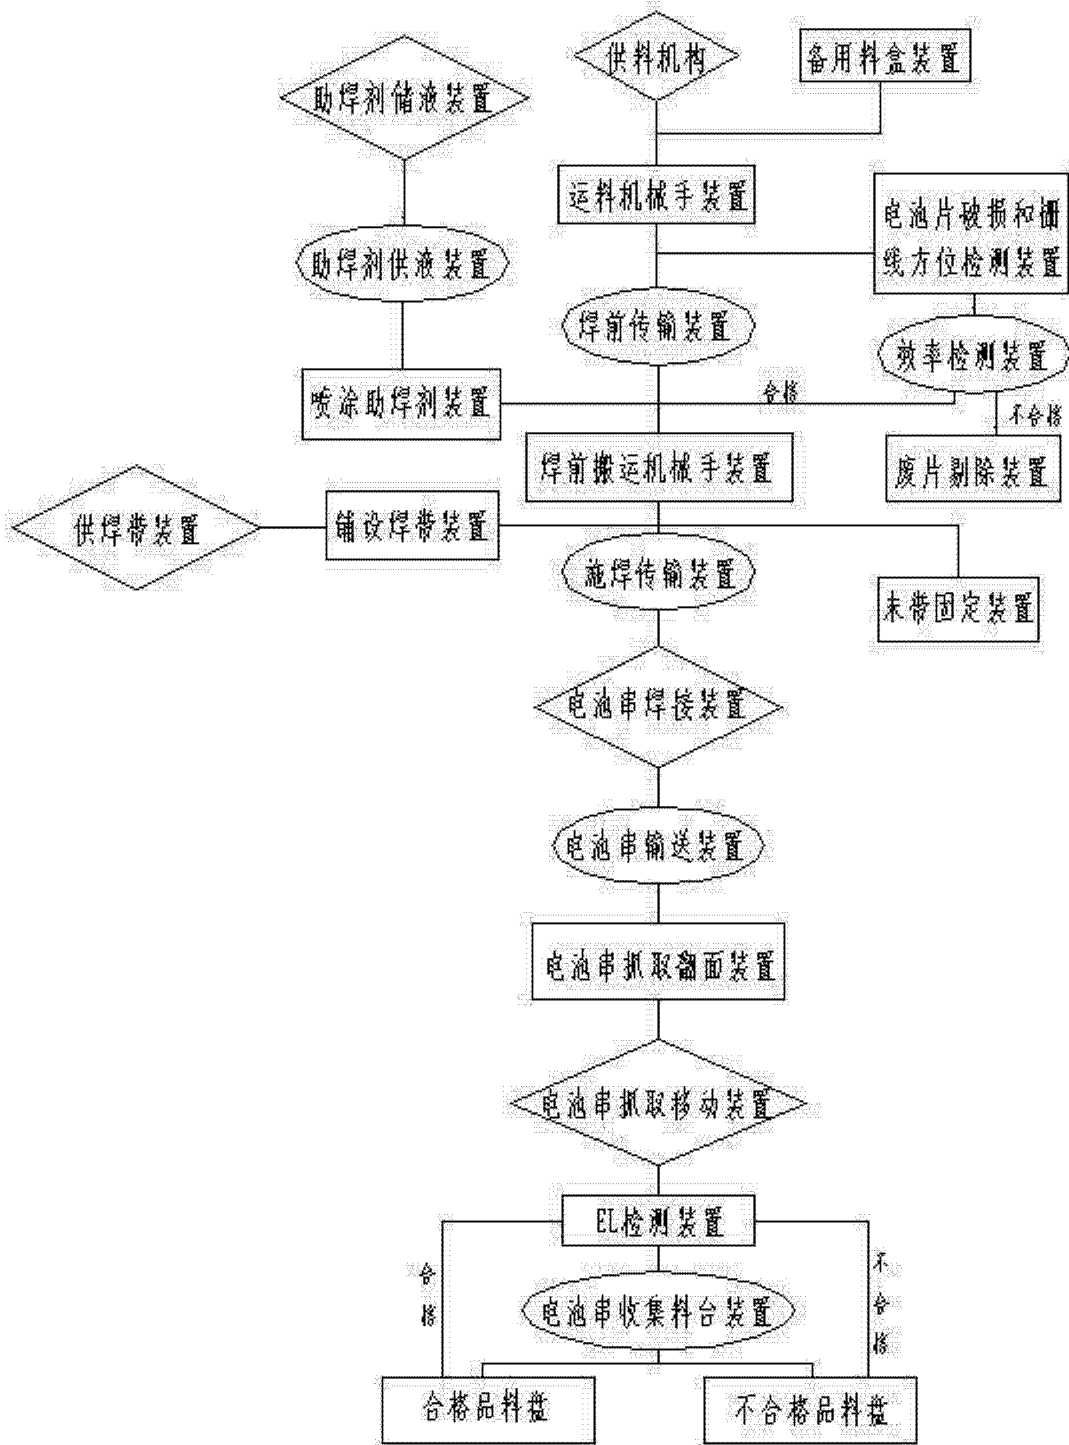 供料机构
备用料盒装置
助焊剂储液装置
运料机械手装置
电池片破损和栅
线方位检测装置
助焊剂供液装置
焊前传输装置
效率检测装置
喷涂助焊剂装置
合格
不合格
焊前搬运机械手装置
废片剔除装置
供焊带装置
铺设焊带装置
施焊传输装置
末带固定装置
电池串焊接装置
电池串输送装置
电池串抓取翻面装置
电池串抓取移动装置
EL检测装置
合格
不合格
电池串收集料台装置
合格品料盘
不合格品料盘